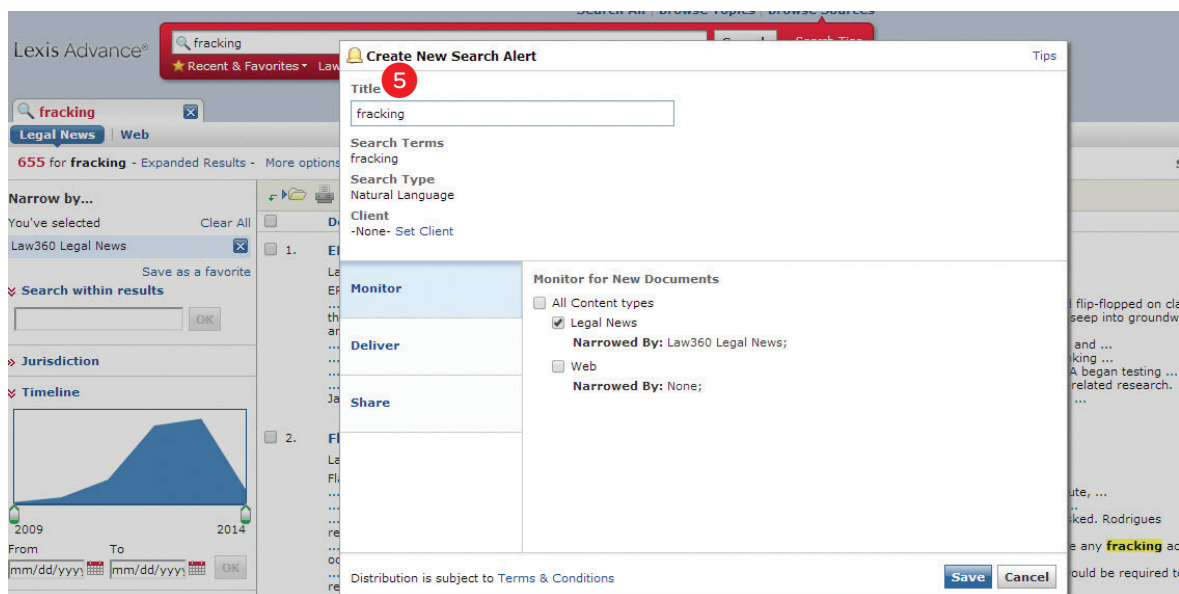 Search All | Browse Topics | Browse Sources
Lexis Advance®
fracking
Search Tips
Recent & Favorites
Law
fracking
Legal News | Web
655 for fracking - Expanded Results - More options
Narrow by...
You've selected Clear All
Law360 Legal News
Save as a favorite
Search within results
OK
Jurisdiction
Timeline
2009 2014
From To
mm/dd/yyyy mm/dd/yyyy OK
1.
2.
Create New Search Alert Tips
5
Title
fracking
Search Terms
fracking
Search Type
Natural Language
Client
-None- Set Client
Monitor
Deliver
Share
Monitor for New Documents
All Content types
Legal News
Narrowed By: Law360 Legal News;
Web
Narrowed By: None;
Distribution is subject to Terms & Conditions
Save Cancel
flip-flopped on
seep into
and ...
A began testing ...
related research.
...
ute, ...
sked. Rodrigues
e any fracking
ould be required